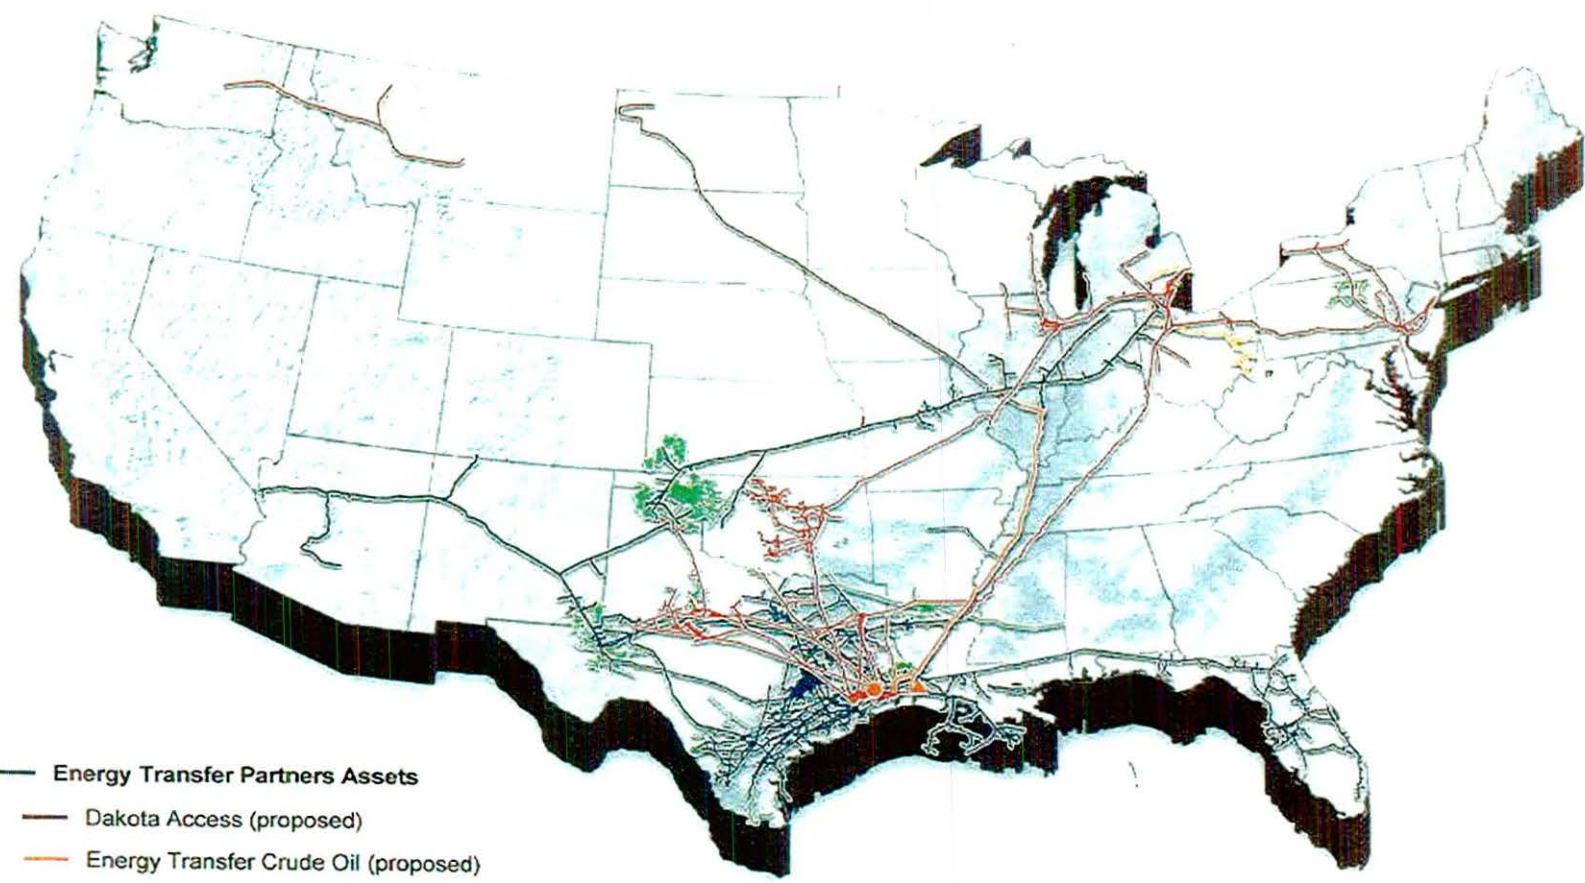 Energy Transfer Partners Assets
Dakota Access (proposed)
Energy Transfer Crude Oil (proposed)